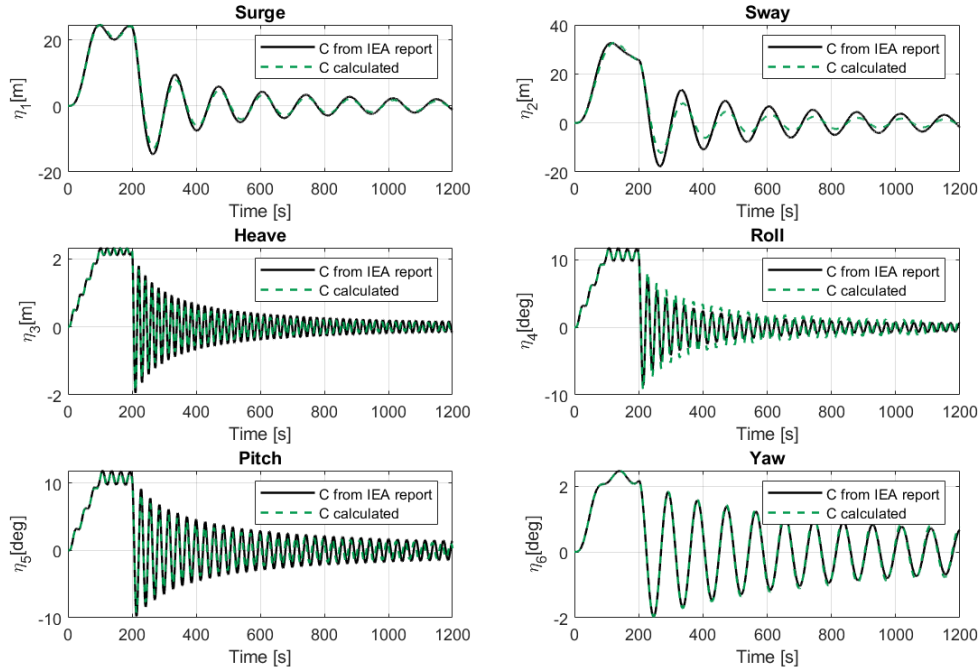 Surge
20
0
-20
η1[m]
C from IEA report
C calculated
0 200 400 600 800 1000 1200
Time [s]
Sway
40
20
0
-20
η2[m]
C from IEA report
C calculated
0 200 400 600 800 1000 1200
Time [s]
Heave
2
0
-2
η3[m]
C from IEA report
C calculated
0 200 400 600 800 1000 1200
Time [s]
Roll
10
0
-10
η4[deg]
C from IEA report
C calculated
0 200 400 600 800 1000 1200
Time [s]
Pitch
10
0
-10
η5[deg]
C from IEA report
C calculated
0 200 400 600 800 1000 1200
Time [s]
Yaw
2
0
-2
η6[deg]
C from IEA report
C calculated
0 200 400 600 800 1000 1200
Time [s]